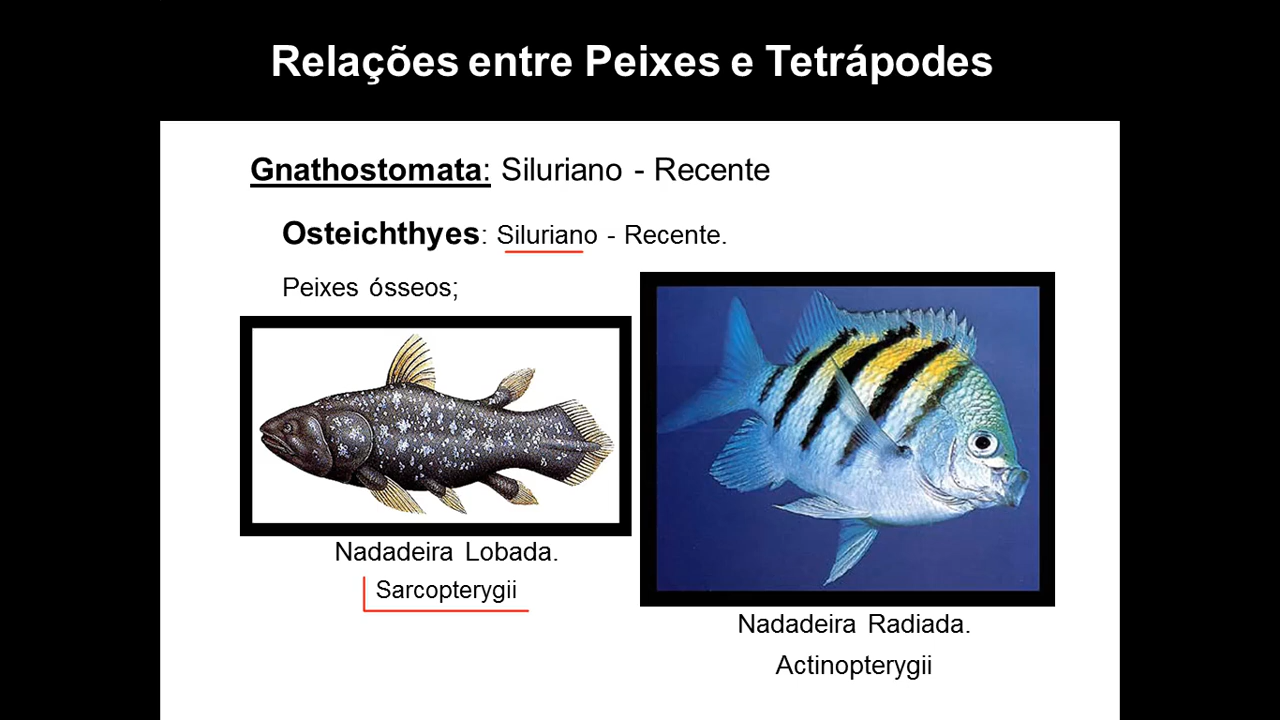 Relações entre Peixes e Tetrápodes
Gnathostomata: Siluriano - Recente
Osteichthyes: Siluriano - Recente.
Peixes ósseos;
Nadadeira Lobada.
Sarcopterygii
Nadadeira Radiada.
Actinopterygii